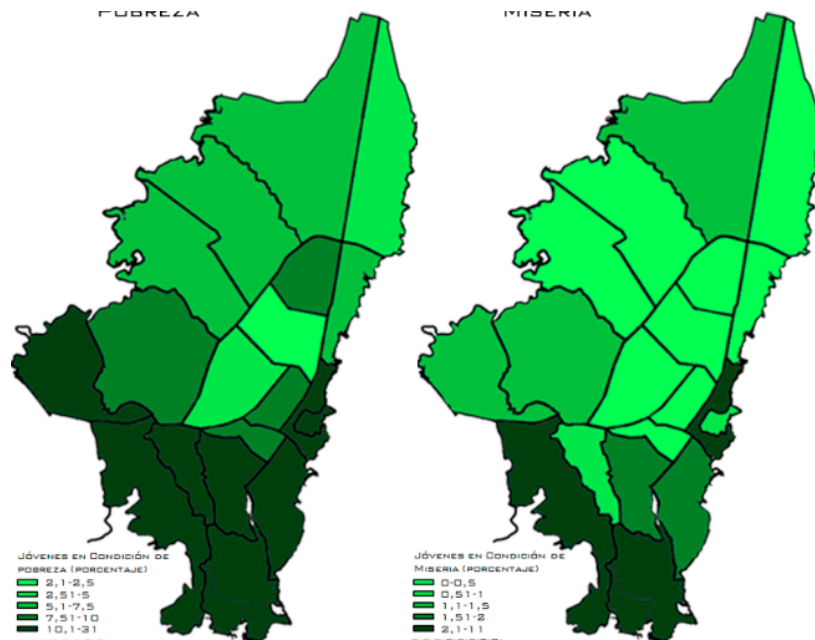 POBREZA
MISERIA
JÓVENES EN CONDICIÓN DE
POBREZA (PORCENTAJE)
2,1-2,5
2,51-5
5,1-7,5
7,51-10
10,1-31
JÓVENES EN CONDICIÓN DE
MISERIA (PORCENTAJE)
0-0,5
0,51-1
1,1-1,5
1,51-2
2,1-11